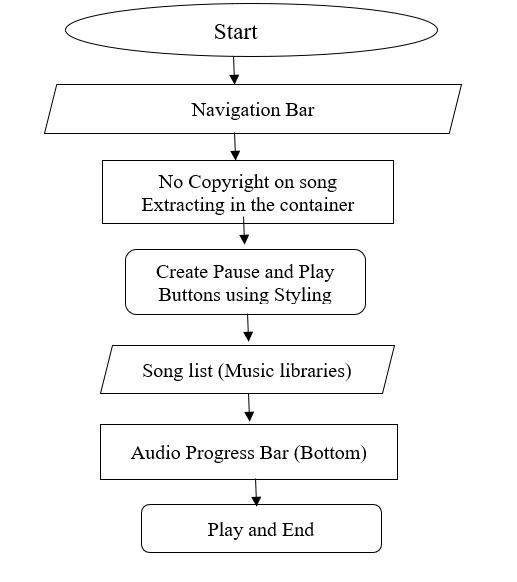 Start
Navigation Bar
No Copyright on song
Extracting in the container
Create Pause and Play
Buttons using Styling
Song list (Music libraries)
Audio Progress Bar (Bottom)
Play and End